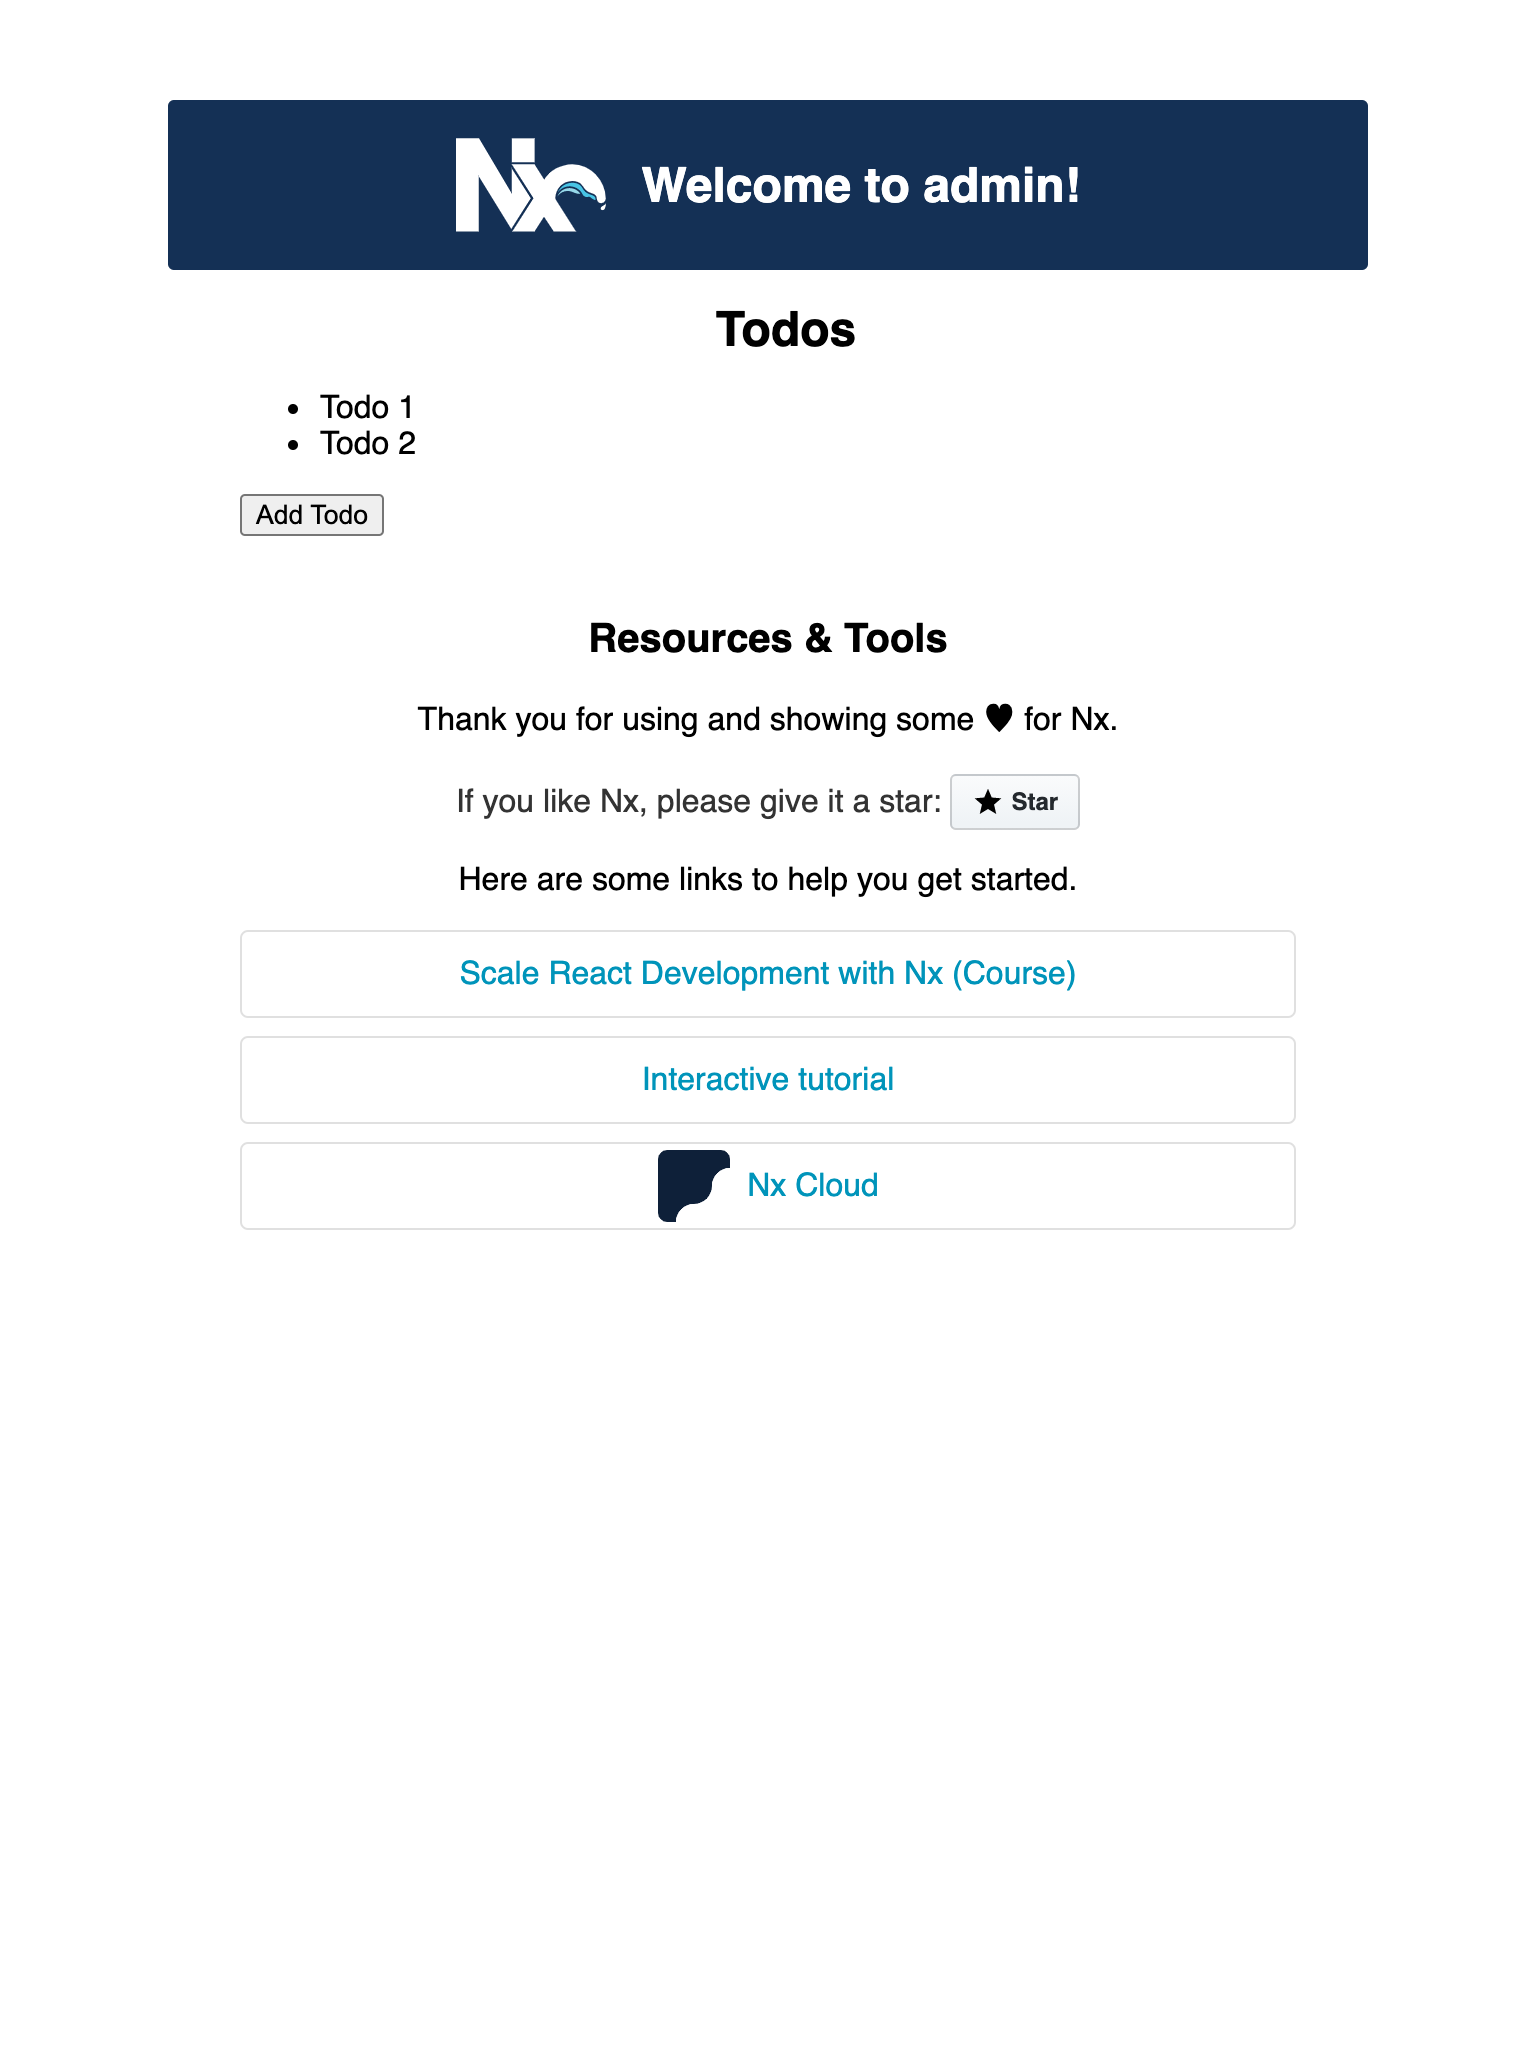 Nx Welcome to admin!
Todos
• Todo 1
• Todo 2
Add Todo
Resources & Tools
Thank you for using and showing some ♥ for Nx.
If you like Nx, please give it a star: ★ Star
Here are some links to help you get started.
Scale React Development with Nx (Course)
Interactive tutorial
Nx Cloud